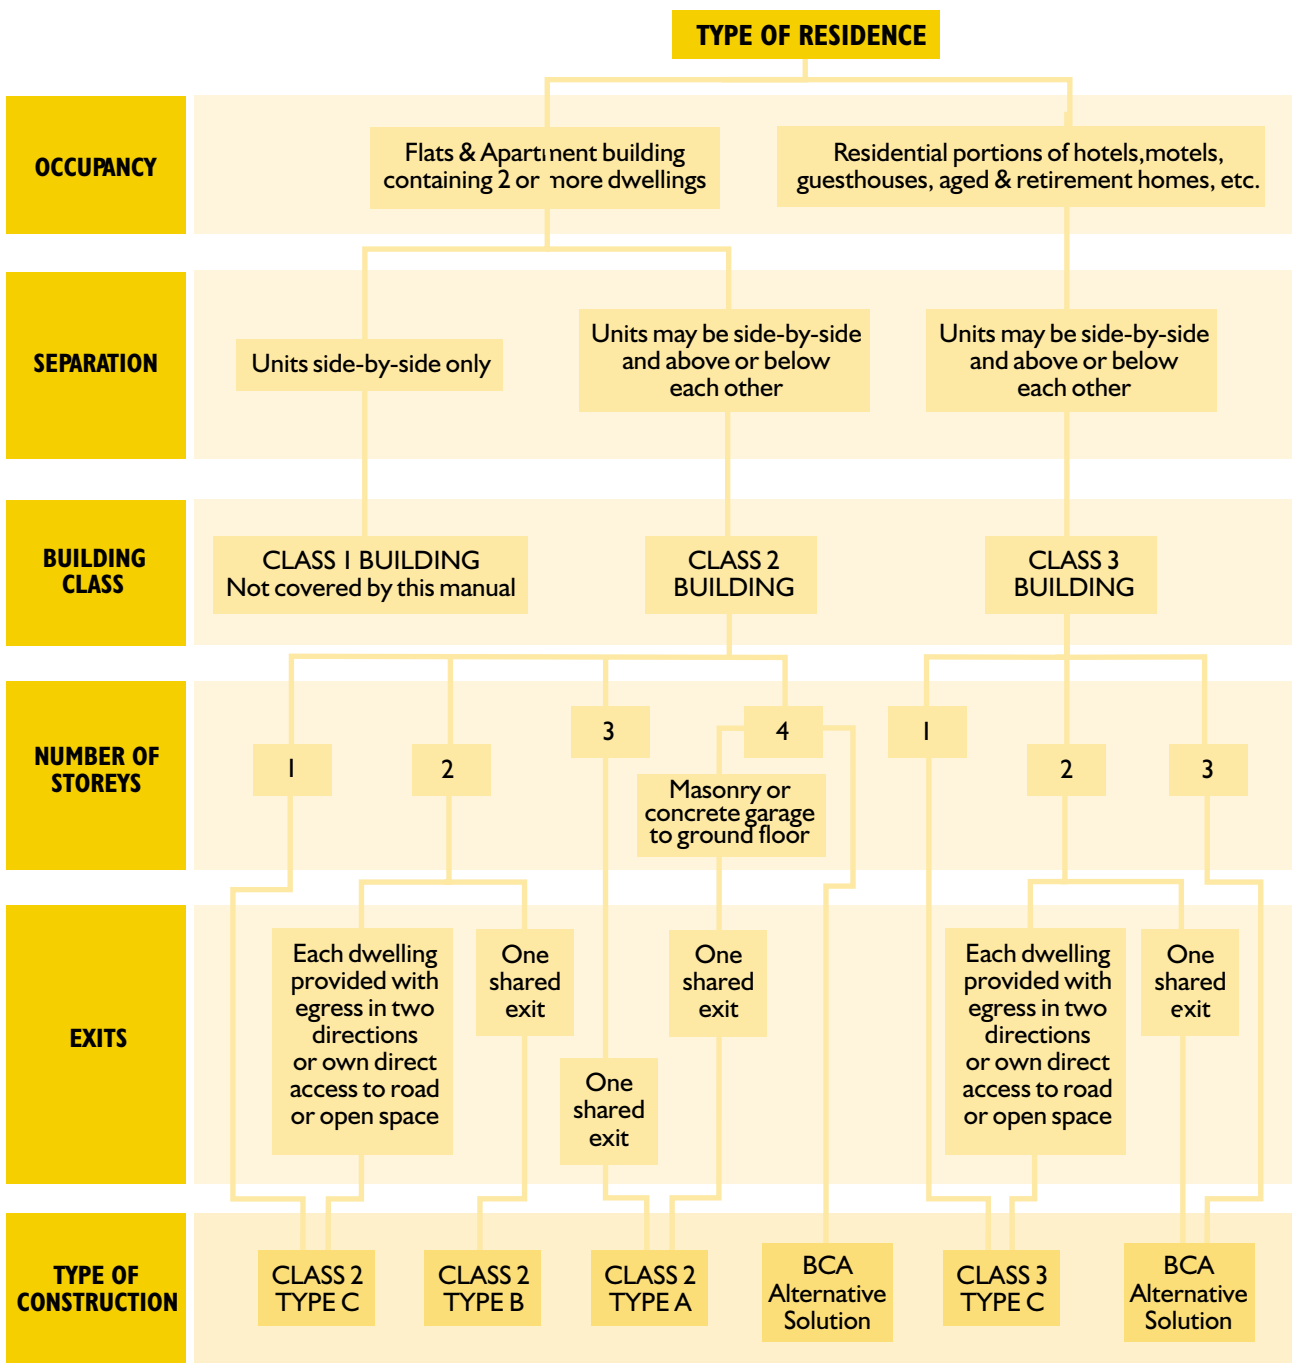 TYPE OF RESIDENCE
OCCUPANCY
Flats & Apartment building
containing 2 or more dwellings
Residential portions of hotels,motels,
guesthouses, aged & retirement homes, etc.
SEPARATION
Units side-by-side only
Units may be side-by-side
and above or below
each other
Units may be side-by-side
and above or below
each other
BUILDING
CLASS
CLASS 1 BUILDING
Not covered by this manual
CLASS 2
BUILDING
CLASS 3
BUILDING
NUMBER OF
STOREYS
1
2
3
4
Masonry or
concrete garage
to ground floor
1
2
3
EXITS
Each dwelling
provided with
egress in two
directions
or own direct
access to road
or open space
One
shared
exit
One
shared
exit
One
shared
exit
Each dwelling
provided with
egress in two
directions
or own direct
access to road
or open space
One
shared
exit
TYPE OF
CONSTRUCTION
CLASS 2
TYPE C
CLASS 2
TYPE B
CLASS 2
TYPE A
BCA
Alternative
Solution
CLASS 3
TYPE C
BCA
Alternative
Solution